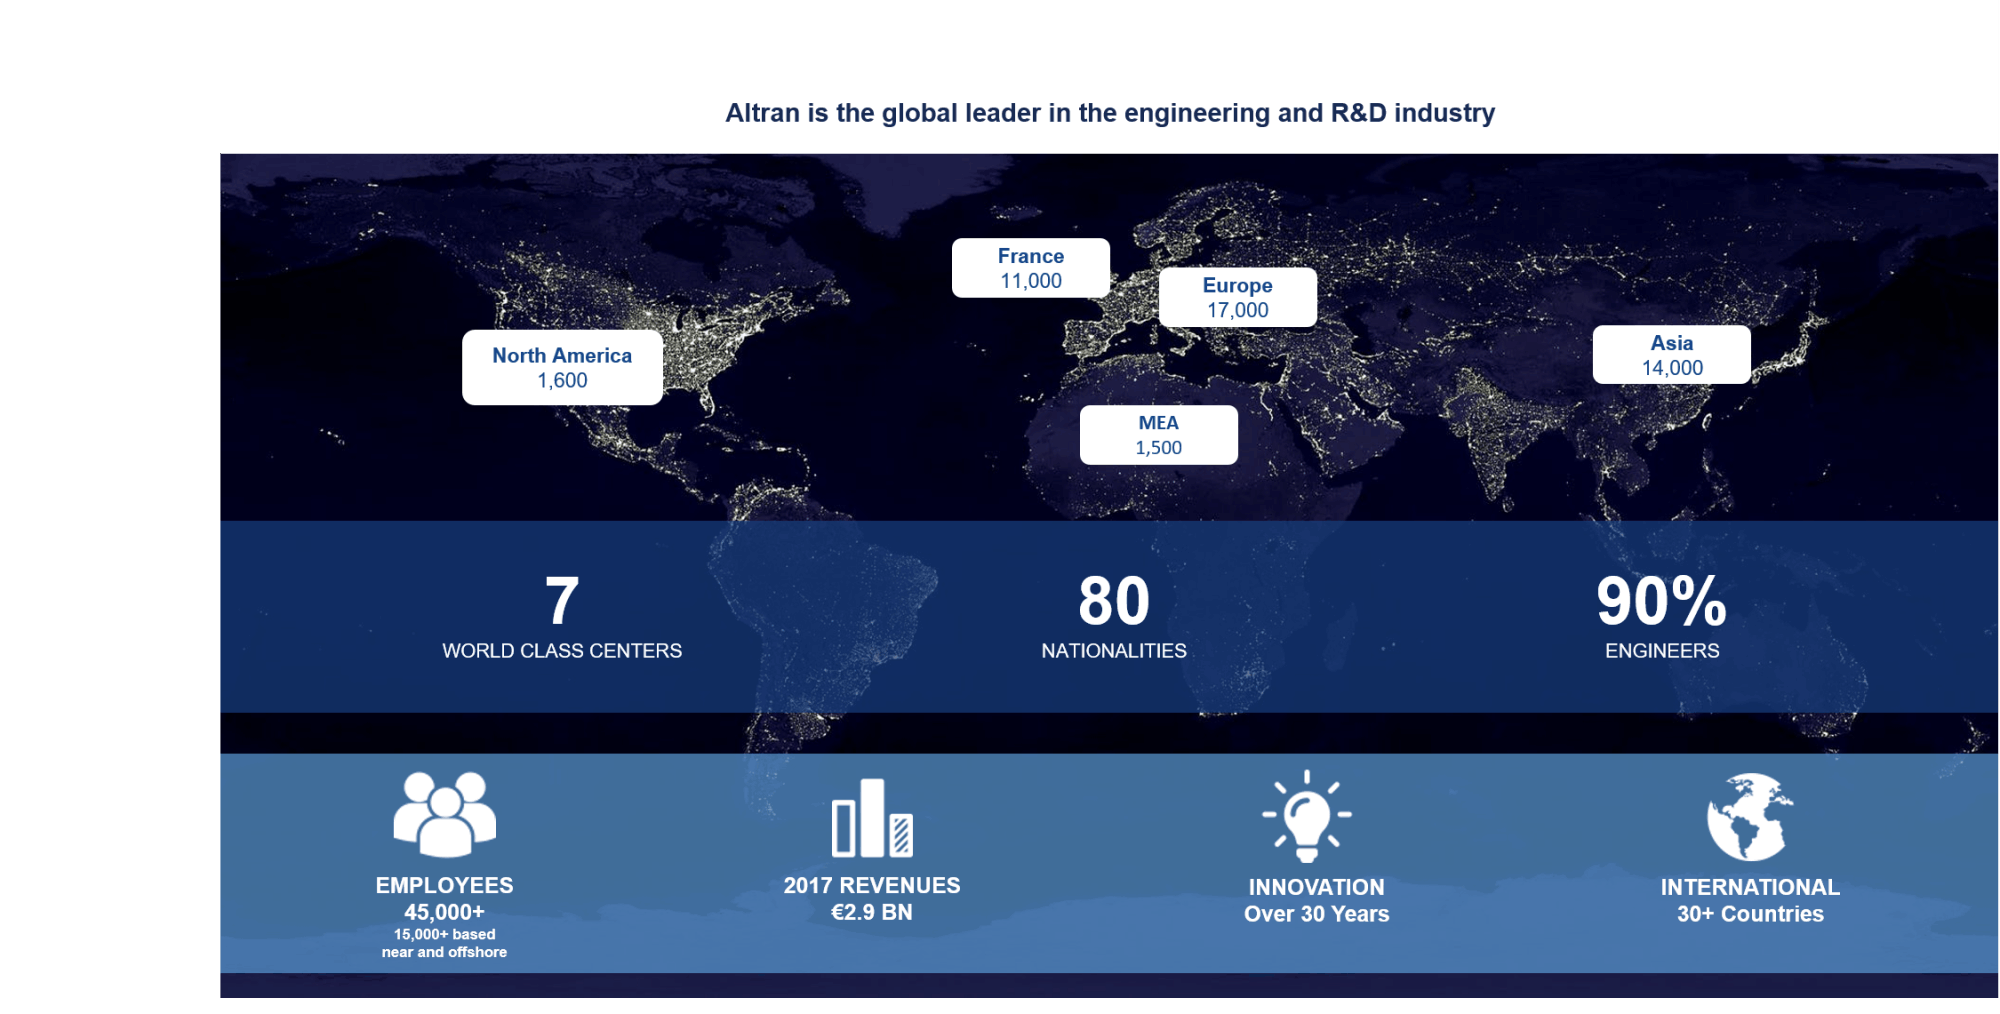 Altran is the global leader in the engineering and R&D industry
France
11,000
Europe
17,000
North America
1,600
Asia
14,000
MEA
1,500
7
WORLD CLASS CENTERS
80
NATIONALITIES
90%
ENGINEERS
EMPLOYEES
45,000+
15,000+ based
near and offshore
2017 REVENUES
€2.9 BN
INNOVATION
Over 30 Years
INTERNATIONAL
30+ Countries